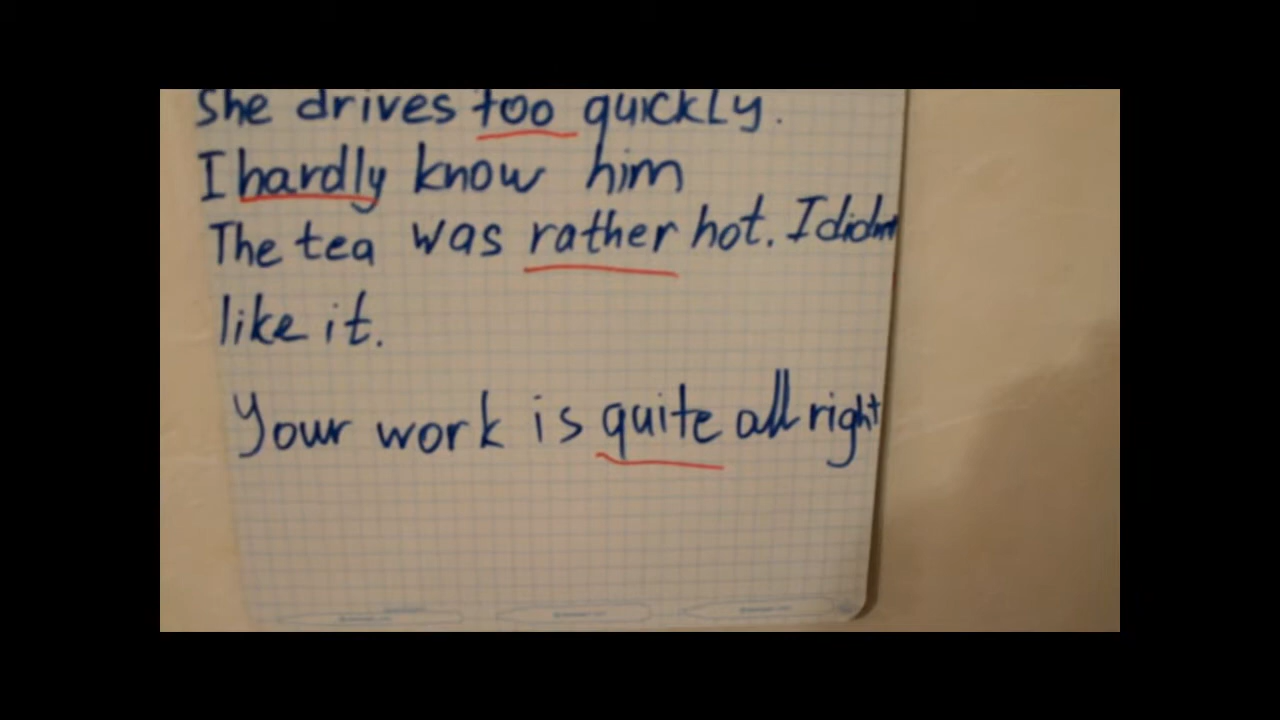 She drives too quickly.
I hardly know him
The tea was rather hot. I didnt
like it.
Your work is quite all right